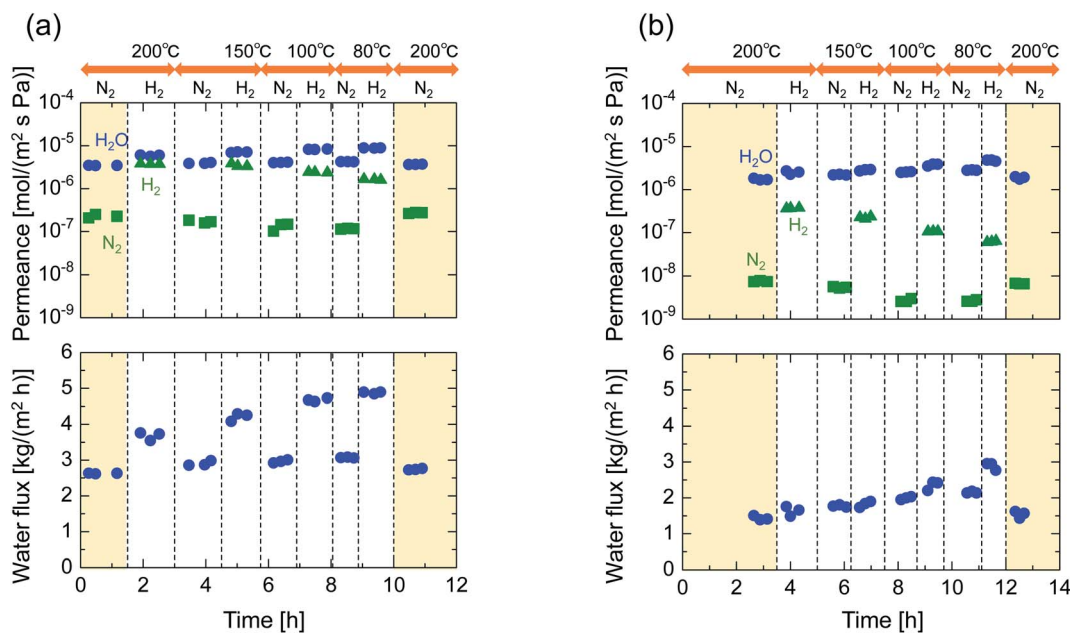 (a)
200℃ 150℃ 100℃ 80℃ 200℃
N₂ H₂ N₂ H₂ N₂ H₂ N₂ H₂ N₂
Permeance [mol/(m² s Pa)]
10⁻⁴
10⁻⁵
10⁻⁶
10⁻⁷
10⁻⁸
10⁻⁹
H₂O
H₂
N₂
Water flux [kg/(m² h)]
6
5
4
3
2
1
0
0 2 4 6 8 10 12
Time [h]
(b)
200℃ 150℃ 100℃ 80℃ 200℃
N₂ H₂ N₂ H₂ N₂ H₂ N₂ H₂ N₂
Permeance [mol/(m² s Pa)]
10⁻⁴
10⁻⁵
10⁻⁶
10⁻⁷
10⁻⁸
10⁻⁹
H₂O
H₂
N₂
Water flux [kg/(m² h)]
6
5
4
3
2
1
0
0 2 4 6 8 10 12 14
Time [h]